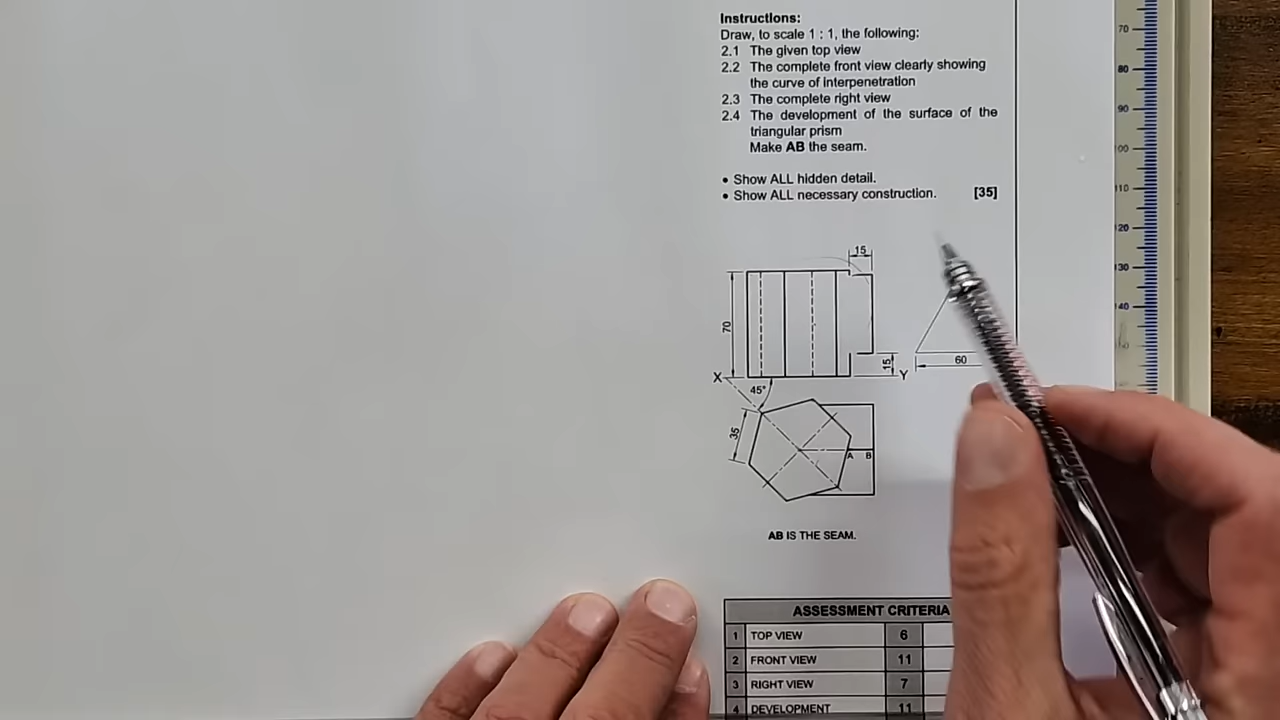 Instructions:
Draw, to scale 1 : 1, the following:
2.1 The given top view
2.2 The complete front view clearly showing
the curve of interpenetration
2.3 The complete right view
2.4 The development of the surface of the
triangular prism
Make AB the seam.
• Show ALL hidden detail.
• Show ALL necessary construction. [35]
15
70
15
60
X
Y
45°
35
A B
AB IS THE SEAM.
ASSESSMENT CRITERIA
1 TOP VIEW 6
2 FRONT VIEW 11
3 RIGHT VIEW 7
4 DEVELOPMENT 11
70
80
90
100
110
120
130
140